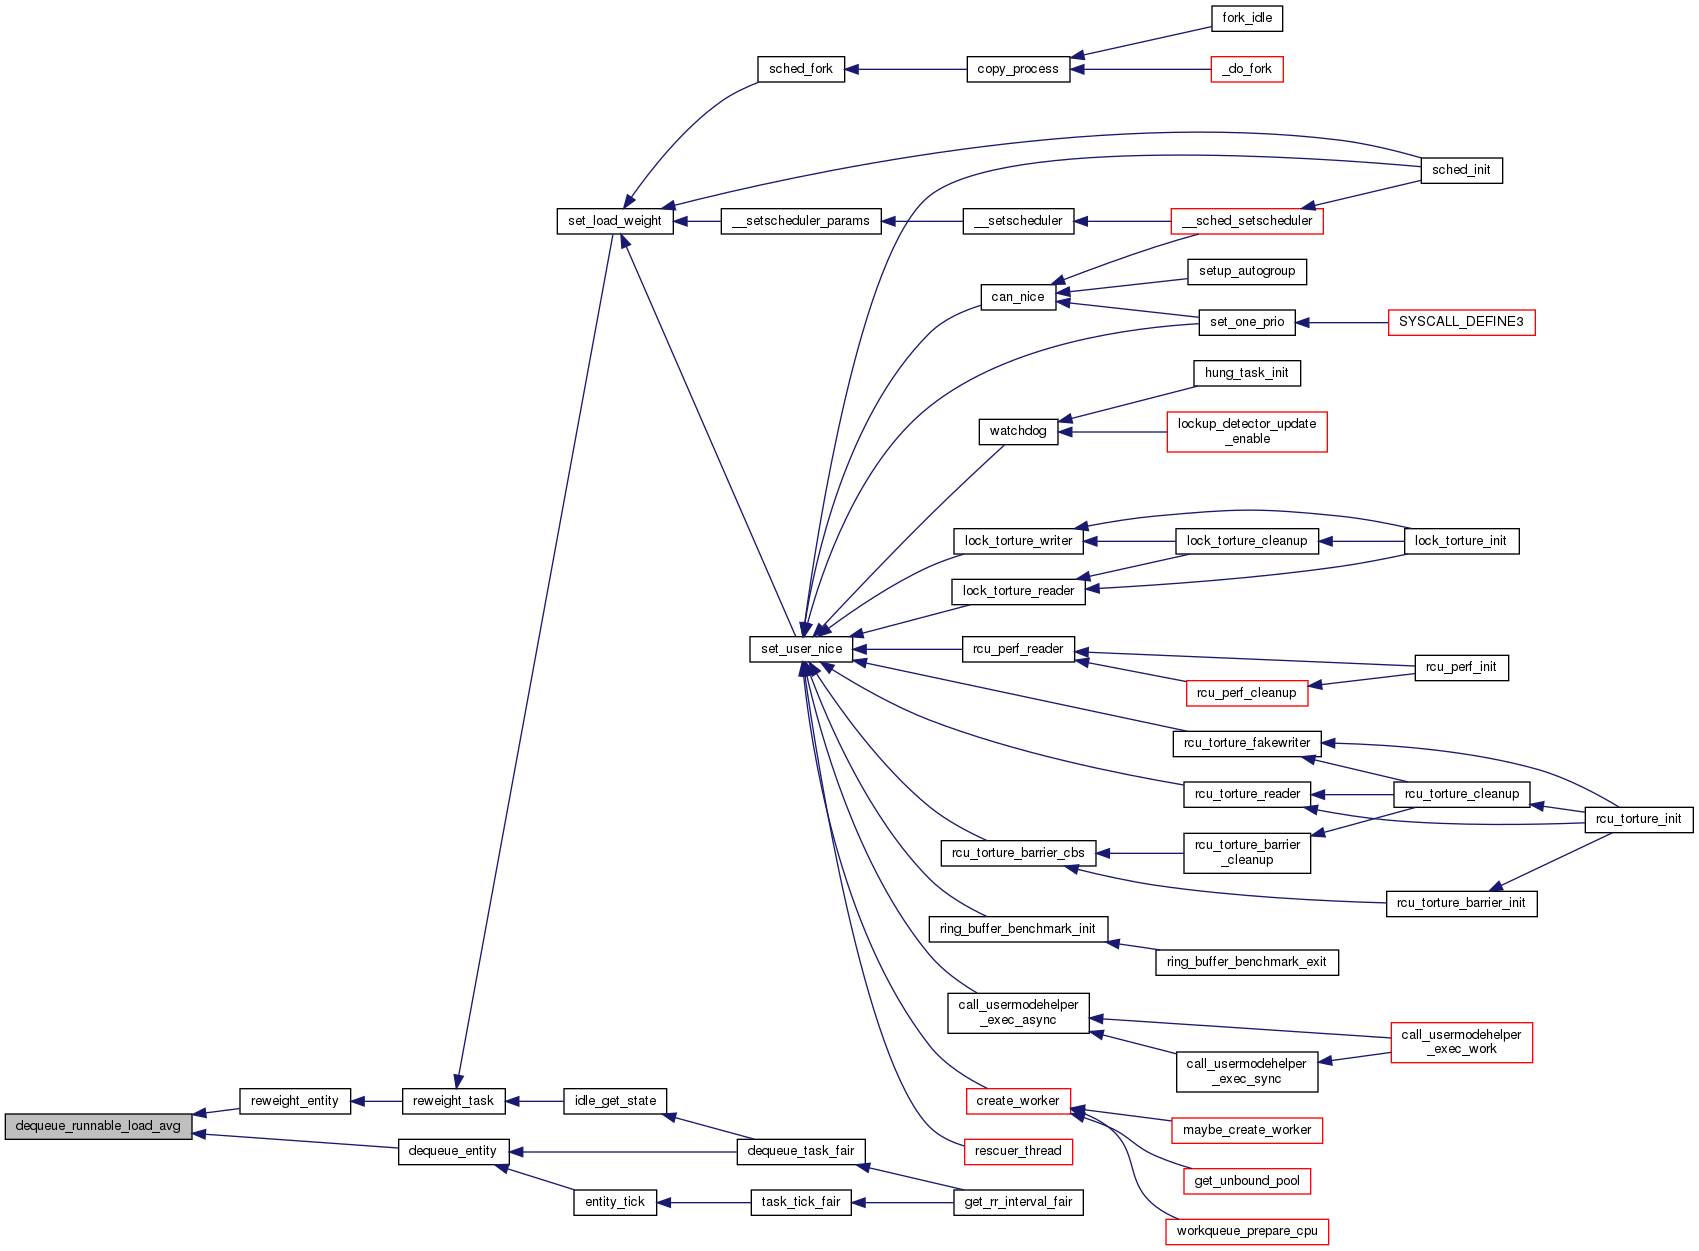 fork_idle
sched_fork
copy_process
_do_fork
sched_init
set_load_weight
__setscheduler_params
__setscheduler
__sched_setscheduler
setup_autogroup
can_nice
set_one_prio
SYSCALL_DEFINE3
hung_task_init
watchdog
lockup_detector_update
_enable
lock_torture_writer
lock_torture_cleanup
lock_torture_init
lock_torture_reader
set_user_nice
rcu_perf_reader
rcu_perf_init
rcu_perf_cleanup
rcu_torture_fakewriter
rcu_torture_reader
rcu_torture_cleanup
rcu_torture_init
rcu_torture_barrier_cbs
rcu_torture_barrier
_cleanup
rcu_torture_barrier_init
ring_buffer_benchmark_init
ring_buffer_benchmark_exit
call_usermodehelper
_exec_async
call_usermodehelper
_exec_work
call_usermodehelper
_exec_sync
reweight_entity
reweight_task
idle_get_state
create_worker
dequeue_runnable_load_avg
maybe_create_worker
dequeue_entity
dequeue_task_fair
rescuer_thread
get_unbound_pool
entity_tick
task_tick_fair
get_rr_interval_fair
workqueue_prepare_cpu